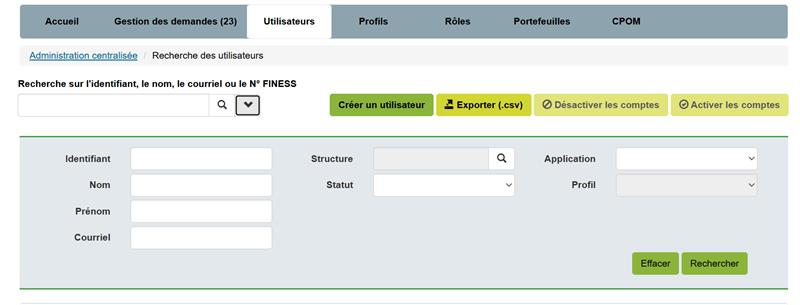 Accueil Gestion des demandes (23) Utilisateurs Profils Rôles Portefeuilles CPOM
Administration centralisée / Recherche des utilisateurs
Recherche sur l'identifiant, le nom, le courriel ou le N° FINESS
Créer un utilisateur Exporter (.csv) Désactiver les comptes Activer les comptes
Identifiant Structure Application
Nom Statut Profil
Prénom
Courriel
Effacer Rechercher